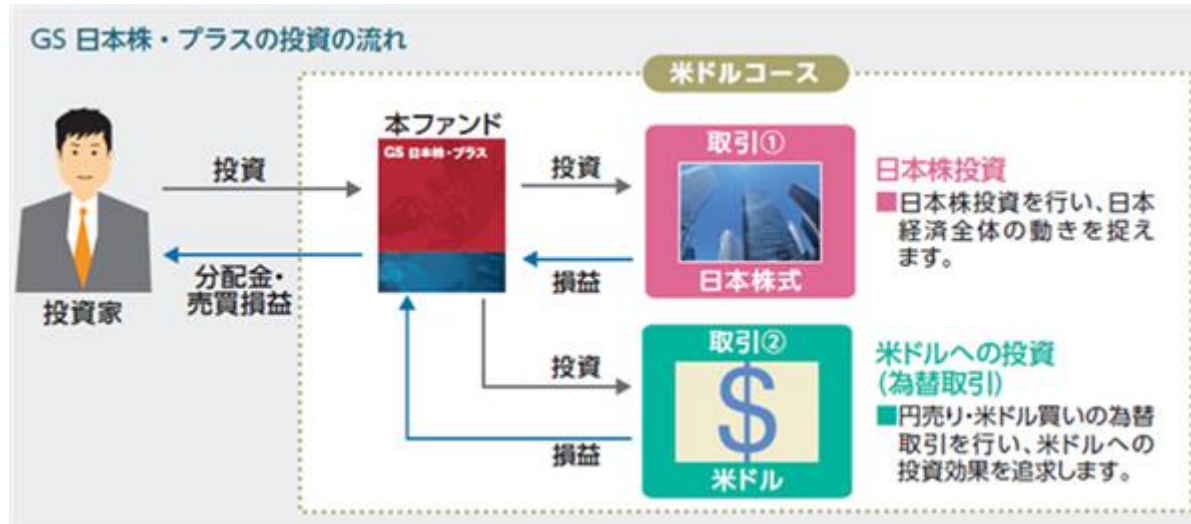 GS 日本株・プラスの投資の流れ
米ドルコース
本ファンド
GS 日本株・プラス
投資
投資
取引①
日本株式
日本株投資
■日本株投資を行い、日本
経済全体の動きを捉え
ます。
分配金・
売買損益
損益
投資家
投資
損益
取引②
$
米ドル
米ドルへの投資
(為替取引)
■円売り・米ドル買いの為替
取引を行い、米ドルへの
投資効果を追求します。